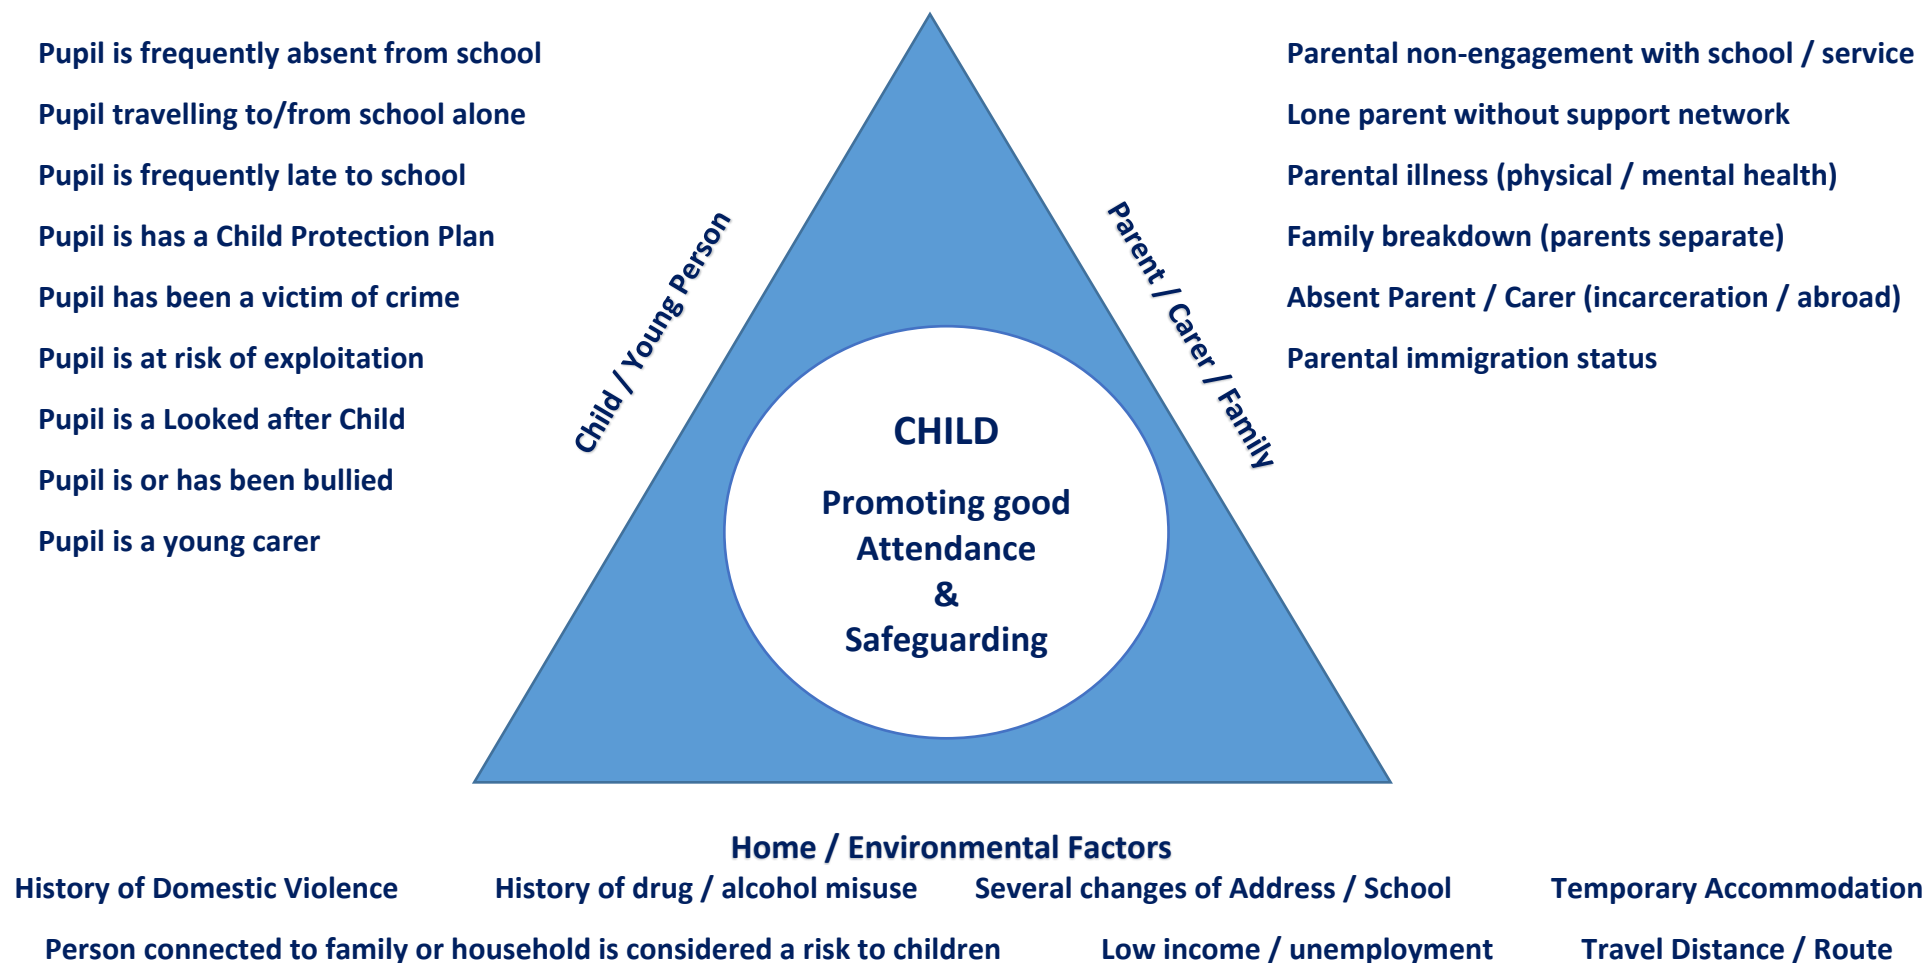 Pupil is frequently absent from school
Pupil travelling to/from school alone
Pupil is frequently late to school
Pupil is has a Child Protection Plan
Pupil has been a victim of crime
Pupil is at risk of exploitation
Pupil is a Looked after Child
Pupil is or has been bullied
Pupil is a young carer
Child / Young Person
CHILD
Promoting good
Attendance
&
Safeguarding
Parent / Carer / Family
Parental non-engagement with school / service
Lone parent without support network
Parental illness (physical / mental health)
Family breakdown (parents separate)
Absent Parent / Carer (incarceration / abroad)
Parental immigration status
Home / Environmental Factors
History of Domestic Violence History of drug / alcohol misuse Several changes of Address / School Temporary Accommodation
Person connected to family or household is considered a risk to children Low income / unemployment Travel Distance / Route